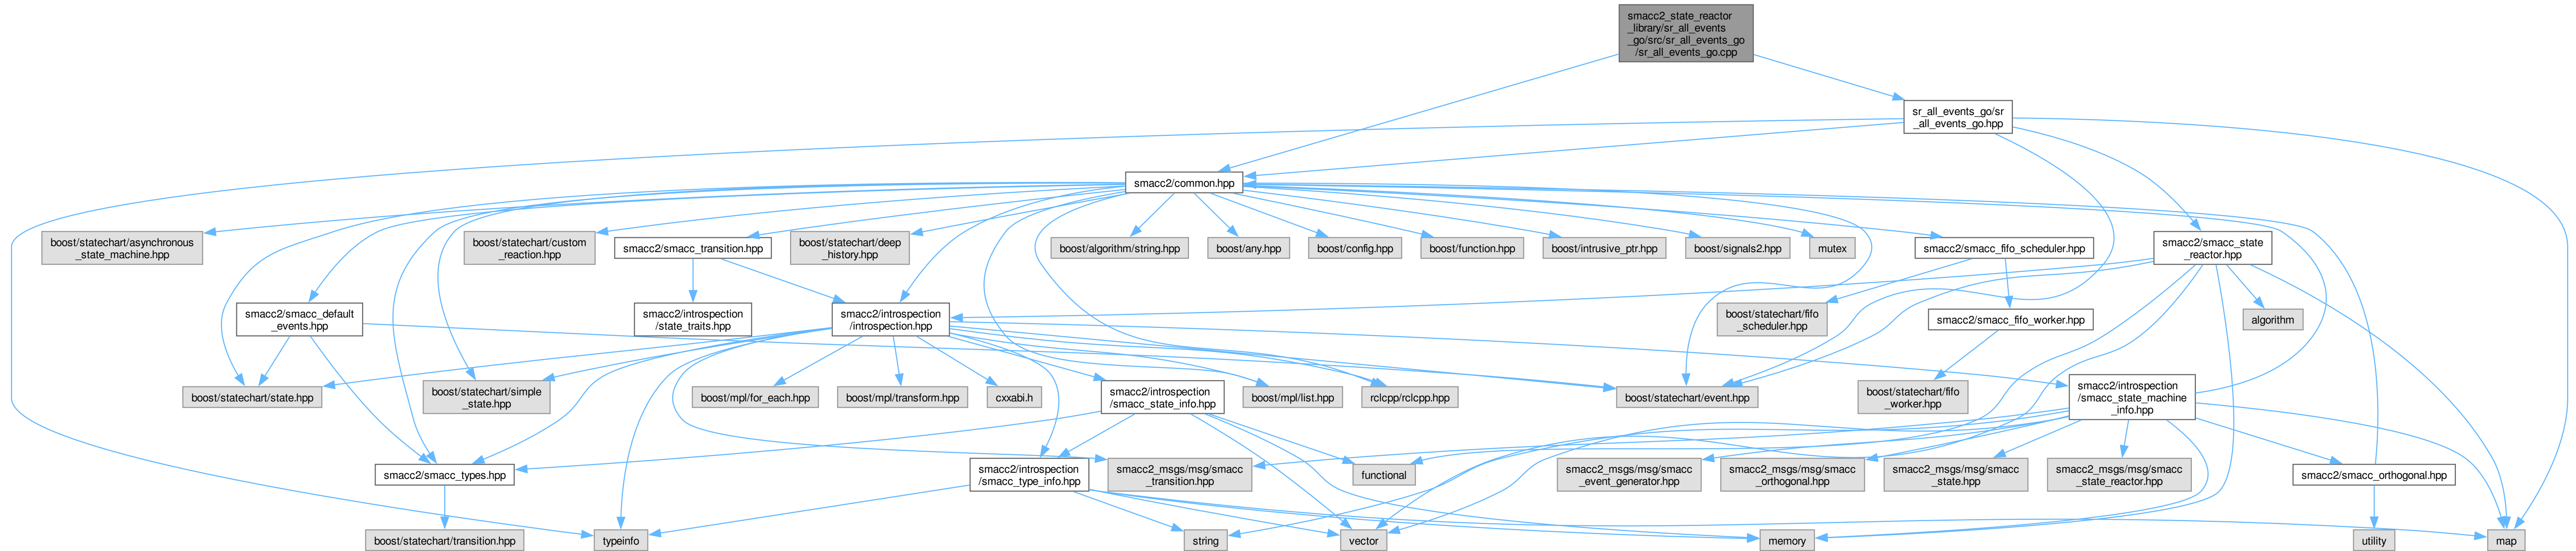 smacc2_state_reactor
_library/sr_all_events
_go/src/sr_all_events_go
/sr_all_events_go.cpp
sr_all_events_go/sr
_all_events_go.hpp
smacc2/common.hpp
boost/statechart/asynchronous
_state_machine.hpp
boost/statechart/custom
_reaction.hpp
smacc2/smacc_transition.hpp
boost/statechart/deep
_history.hpp
boost/algorithm/string.hpp
boost/any.hpp
boost/config.hpp
boost/function.hpp
boost/intrusive_ptr.hpp
boost/signals2.hpp
mutex
smacc2/smacc_fifo_scheduler.hpp
smacc2/smacc_state
_reactor.hpp
smacc2/smacc_default
_events.hpp
smacc2/introspection
/state_traits.hpp
smacc2/introspection
/introspection.hpp
boost/statechart/fifo
_scheduler.hpp
smacc2/smacc_fifo_worker.hpp
algorithm
boost/statechart/state.hpp
boost/statechart/simple
_state.hpp
boost/mpl/for_each.hpp
boost/mpl/transform.hpp
cxxabi.h
smacc2/introspection
/smacc_state_info.hpp
boost/mpl/list.hpp
rclcpp/rclcpp.hpp
boost/statechart/event.hpp
boost/statechart/fifo
_worker.hpp
smacc2/introspection
/smacc_state_machine
_info.hpp
smacc2/smacc_types.hpp
smacc2/introspection
/smacc_type_info.hpp
smacc2_msgs/msg/smacc
_transition.hpp
functional
smacc2_msgs/msg/smacc
_event_generator.hpp
smacc2_msgs/msg/smacc
_orthogonal.hpp
smacc2_msgs/msg/smacc
_state.hpp
smacc2_msgs/msg/smacc
_state_reactor.hpp
smacc2/smacc_orthogonal.hpp
boost/statechart/transition.hpp
typeinfo
string
vector
memory
utility
map